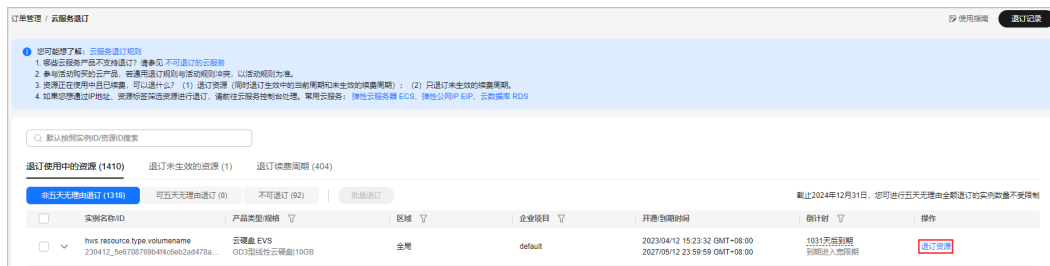 订单管理 / 云服务退订
使用指南
退订记录
您可能想了解：云服务退订规则
1. 哪些云服务产品不支持退订？请参见 不可退订的云服务
2. 参与活动购买的云产品，若通用退订规则与活动规则冲突，以活动规则为准。
3. 资源正在使用中且已续费，可以退什么？（1）退订资源（同时退订生效中的当前周期和未生效的续费周期）；（2）只退订未生效的续费周期。
4. 如果您想通过IP地址、资源标签筛选资源进行退订，请前往云服务控制台处理。常用云服务： 弹性云服务器 ECS、弹性公网IP EIP、云数据库 RDS
默认按照实例ID/资源ID搜索
退订使用中的资源 (1410)
退订未生效的资源 (1)
退订续费周期 (404)
非五天无理由退订 (1318)
可五天无理由退订 (0)
不可退订 (92)
批量退订
截止2024年12月31日，您可进行五天无理由全额退订的实例数量不受限制
实例名称/ID
产品类型/规格
区域
企业项目
开通/到期时间
倒计时
操作
hws.resource.type.volumename
云硬盘 EVS
全局
default
2023/04/12 15:23:32 GMT+08:00
1031天后到期
退订资源
230412_5e6708769b4f4c6eb2ad478a...
GD3型线性云硬盘|10GB
2027/05/12 23:59:59 GMT+08:00
到期进入宽限期